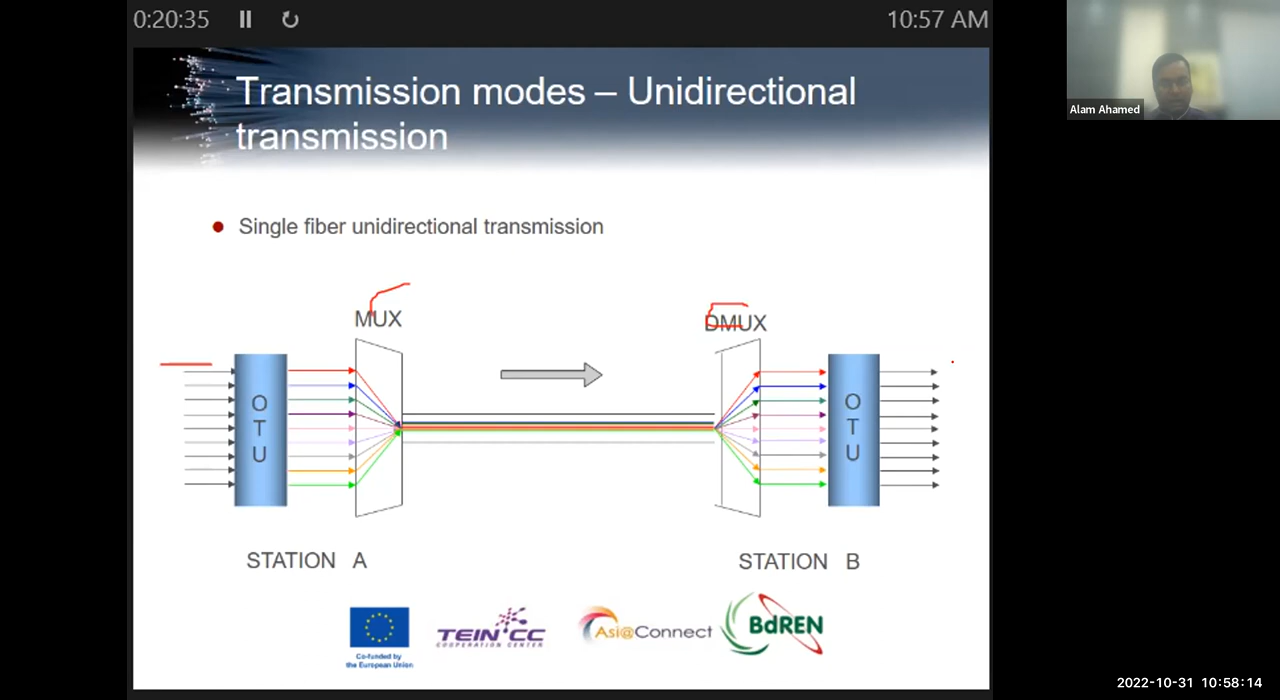 0:20:35
10:57 AM
Transmission modes – Unidirectional
transmission
Alam Ahamed
Single fiber unidirectional transmission
MUX
DMUX
O
T
U
O
T
U
STATION A
STATION B
TEIN*CC
COOPERATION CENTER
Asi@Connect
BdREN
Co-funded by
the European Union
2022-10-31 10:58:14